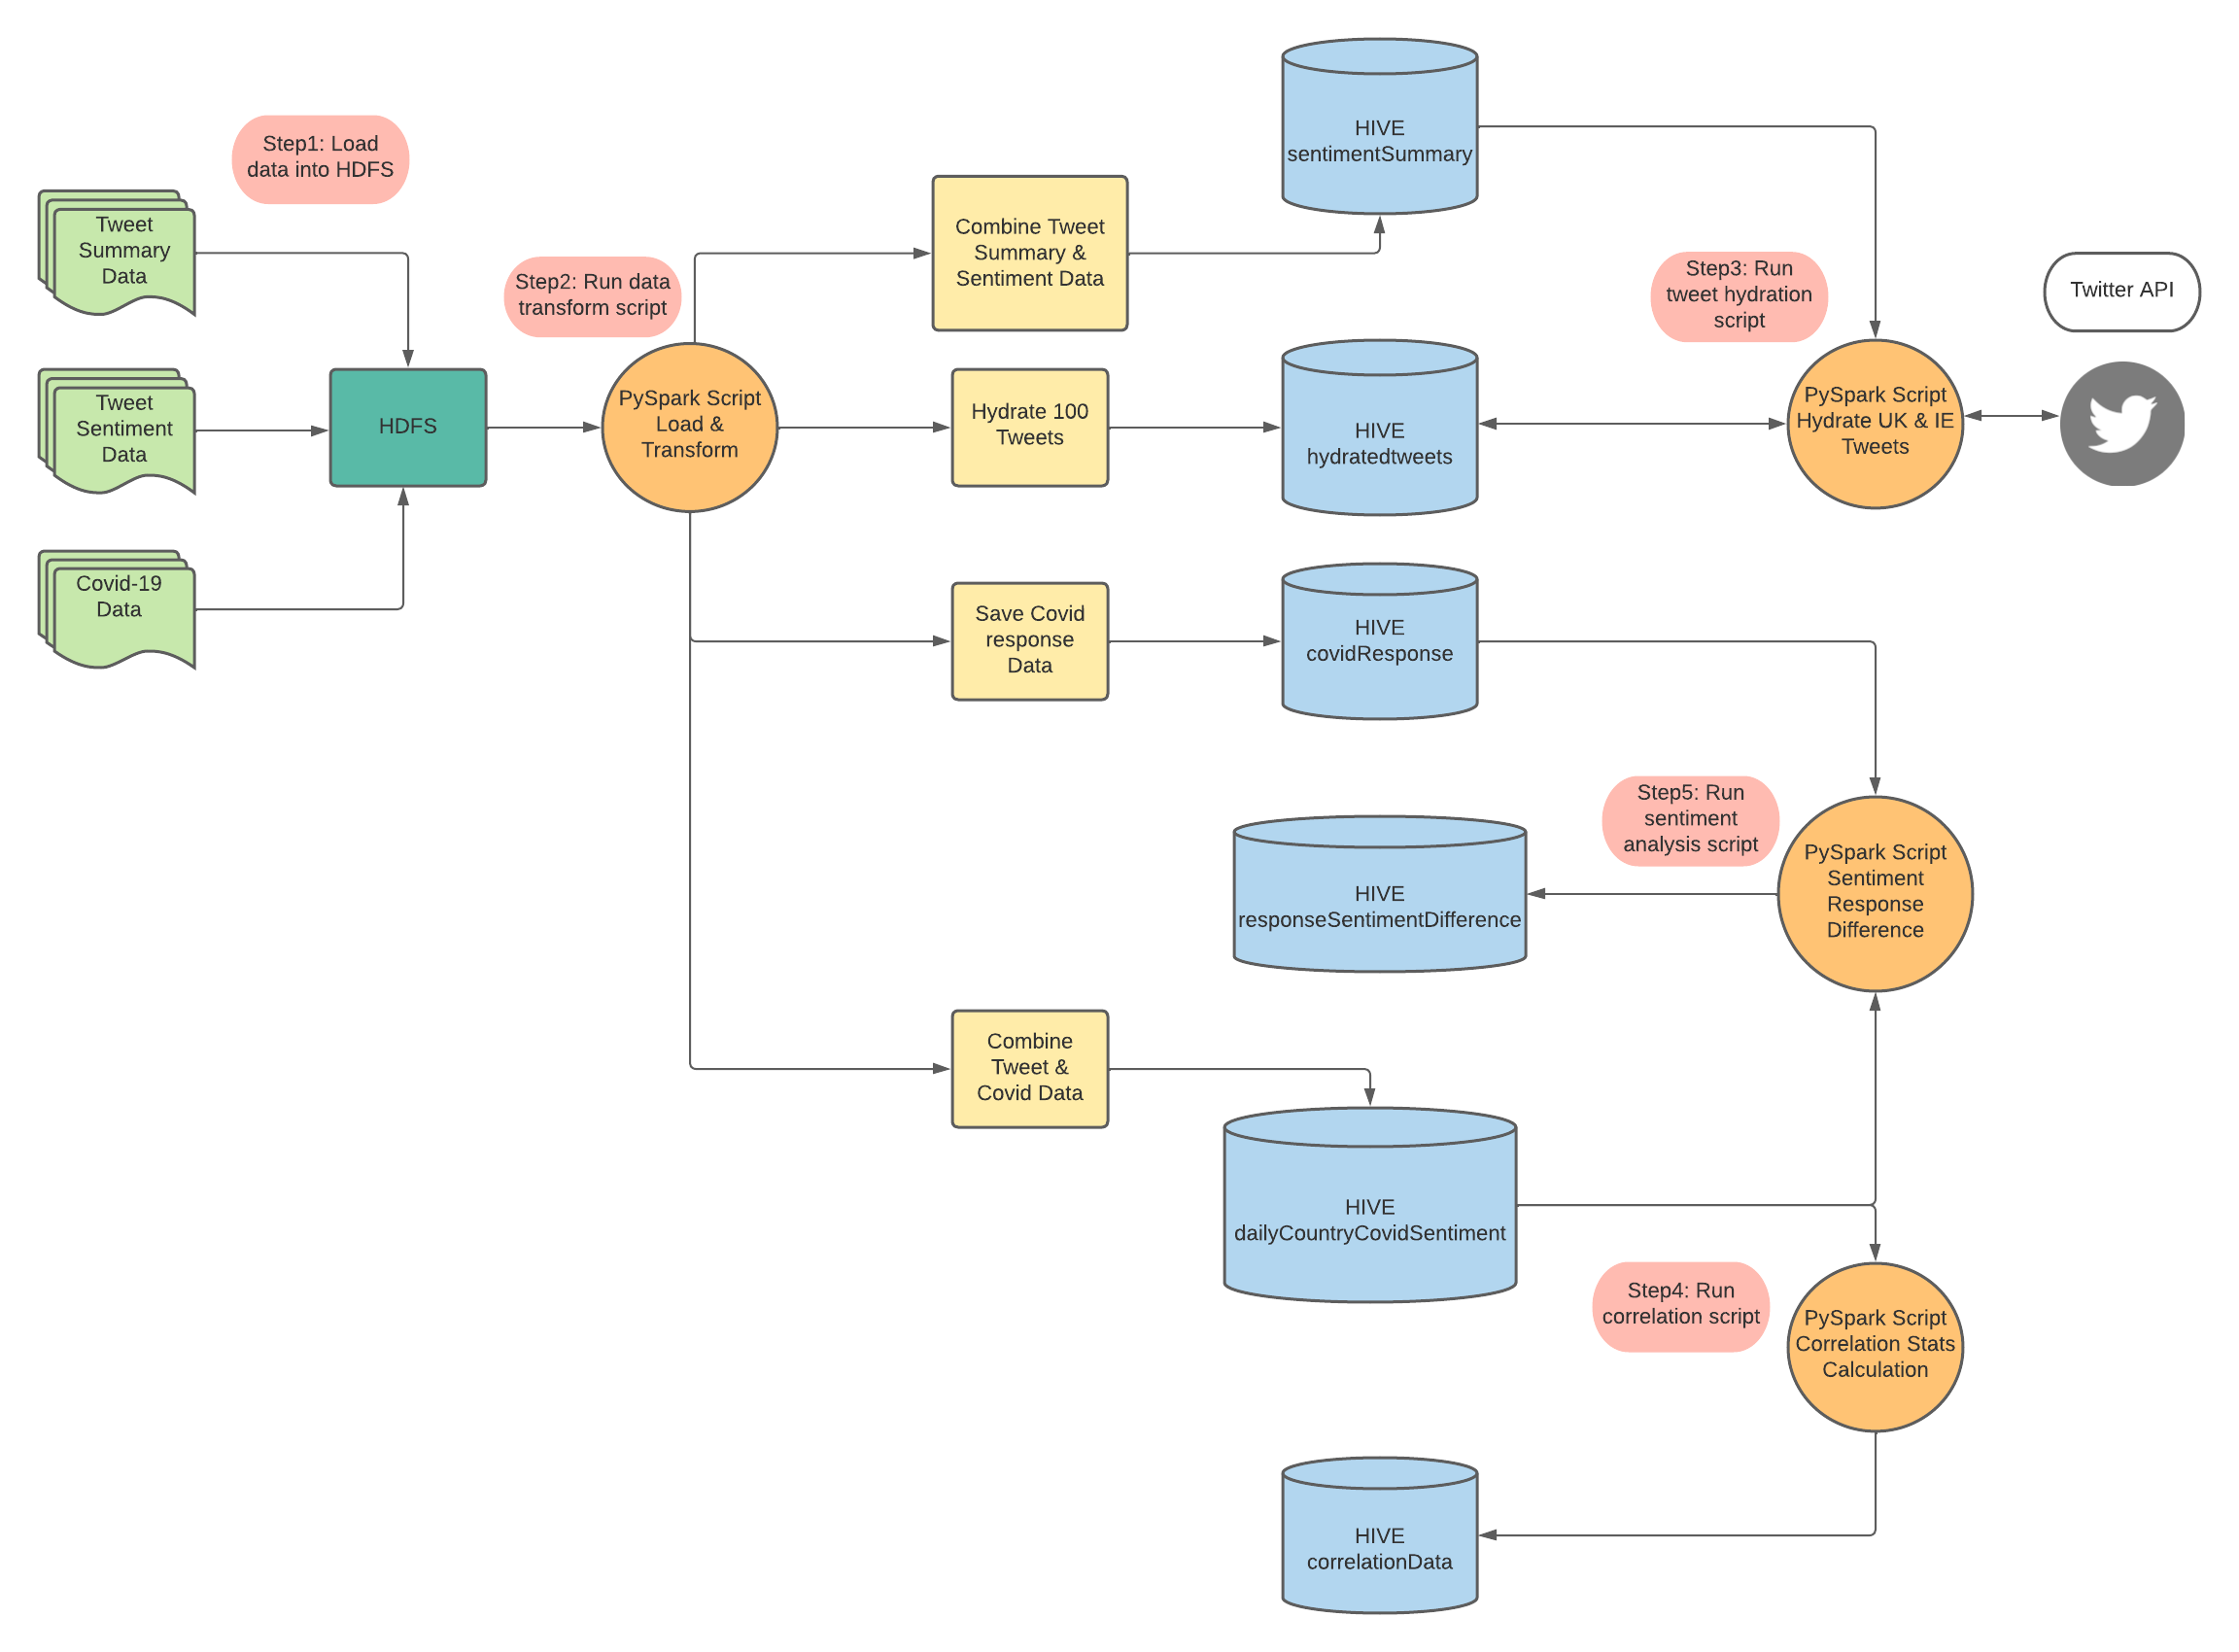 Step1: Load
data into HDFS
Tweet
Summary
Data
Tweet
Sentiment
Data
Covid-19
Data
HDFS
Step2: Run data
transform script
PySpark Script
Load &
Transform
Combine Tweet
Summary &
Sentiment Data
Hydrate 100
Tweets
Save Covid
response
Data
Combine
Tweet &
Covid Data
HIVE
sentimentSummary
HIVE
hydratedtweets
HIVE
covidResponse
HIVE
responseSentimentDifference
HIVE
dailyCountryCovidSentiment
HIVE
correlationData
Step3: Run
tweet hydration
script
PySpark Script
Hydrate UK & IE
Tweets
Twitter API
Step5: Run
sentiment
analysis script
PySpark Script
Sentiment
Response
Difference
Step4: Run
correlation script
PySpark Script
Correlation Stats
Calculation